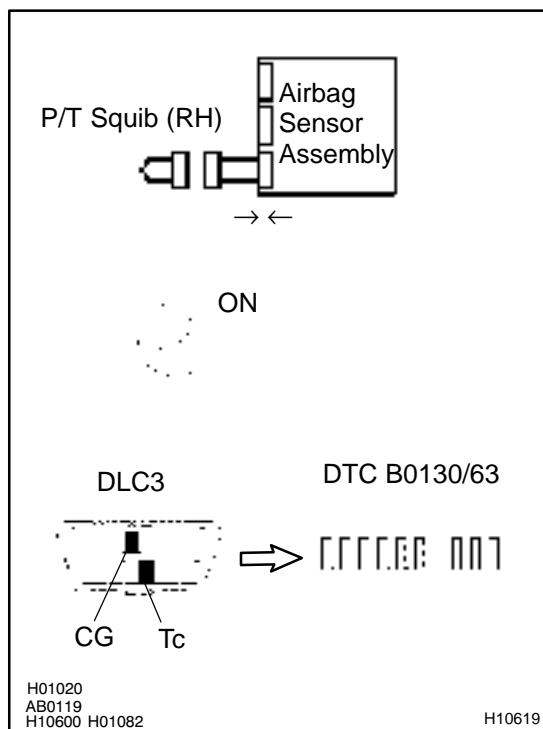 P/T Squib (RH)
Airbag
Sensor
Assembly
ON
DLC3
DTC B0130/63
CG
Tc
H01020
AB0119
H10600 H01082
H10619